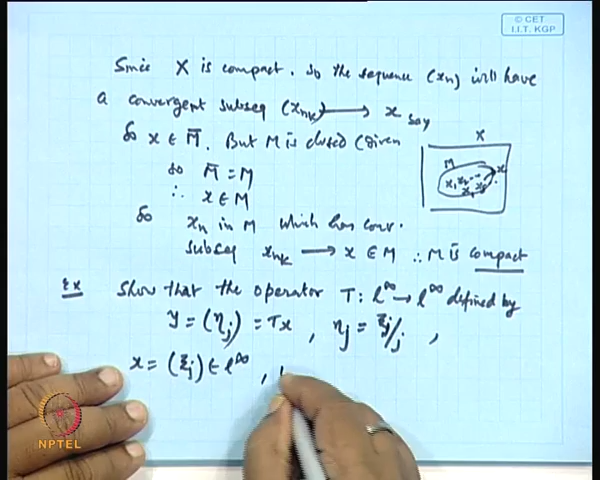 © CET
I.I.T. KGP
Since X is compact. So the sequence (xn) will have
a convergent subseq (xnk) → x say
So x ∈ M̄. But M is closed (given
so M̄ = M
∴ x ∈ M
So xn in M which has conv.
subseq xnk → x ∈ M ∴ M is compact
X
M
x
x1 x2 ...
Ex Show that the operator T: l^∞ → l^∞ defined by
y = (ηj) = Tx , ηj = ξj/j ,
x = (ξj) ∈ l^∞ ,
NPTEL